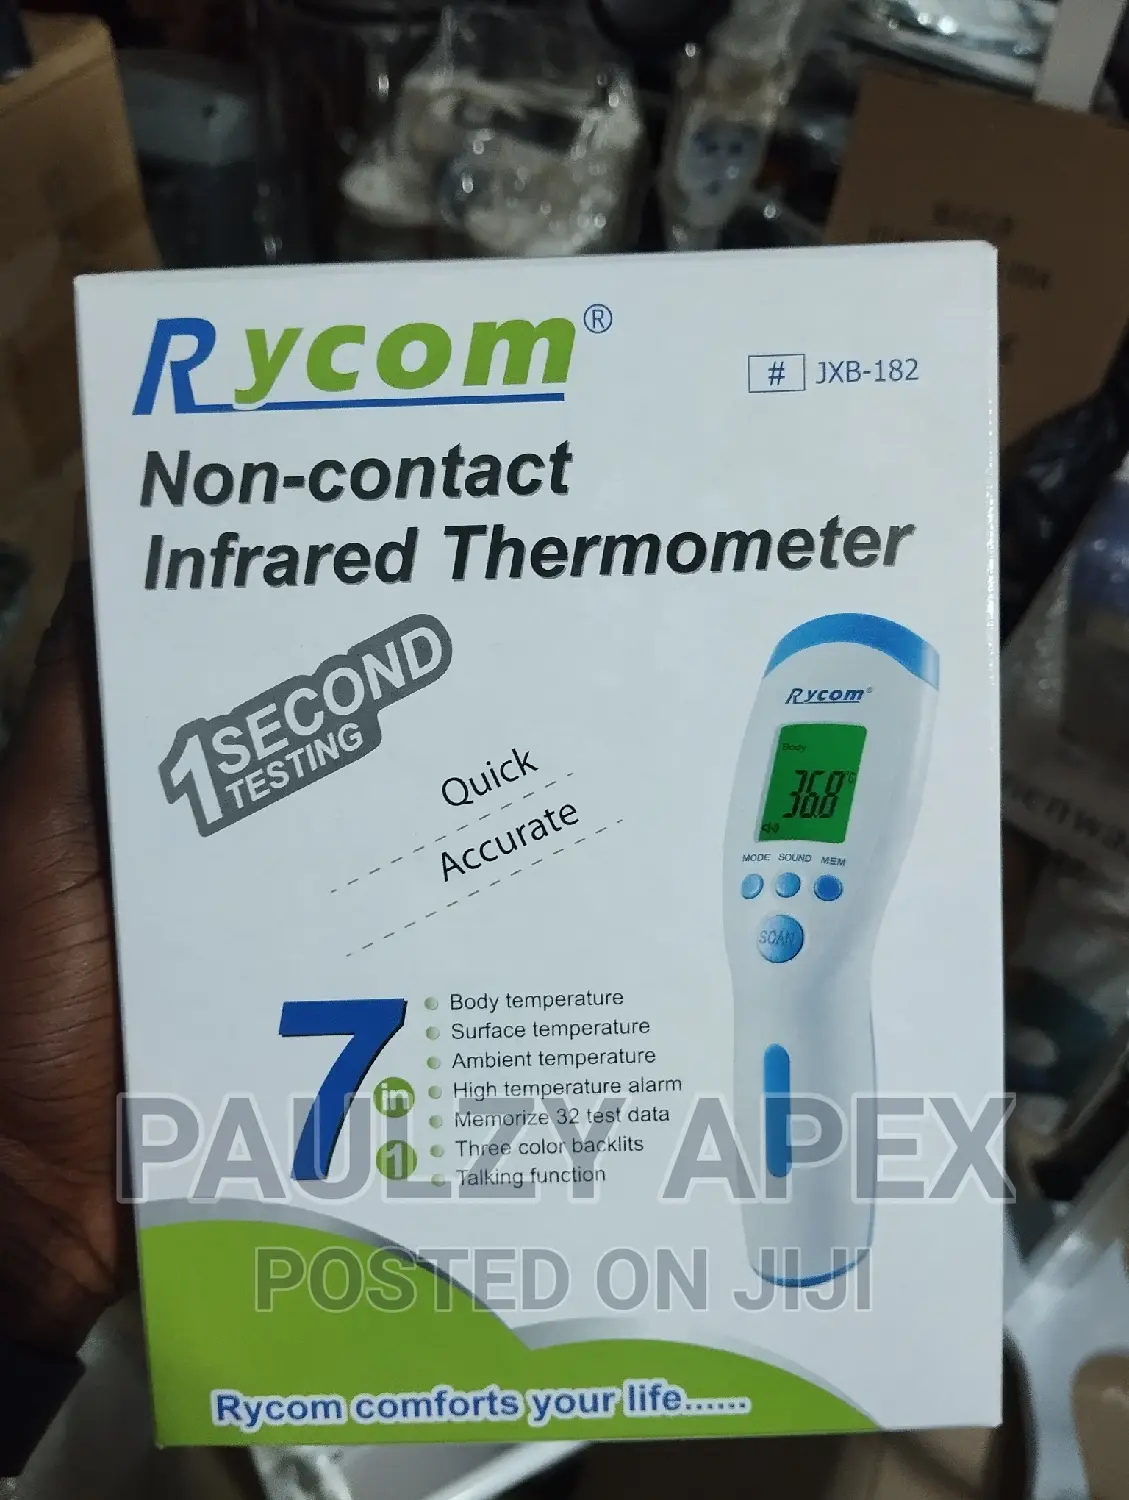 Rycom®
# JXB-182
Non-contact
Infrared Thermometer
1 SECOND
TESTING
Quick
Accurate
Rycom®
Body
36.8°C
MODE SOUND MEM
SCAN
7 in 1
Body temperature
Surface temperature
Ambient temperature
High temperature alarm
Memorize 32 test data
Three color backlits
Talking function
PAULZY APEX
POSTED ON JIJI
Rycom comforts your life......